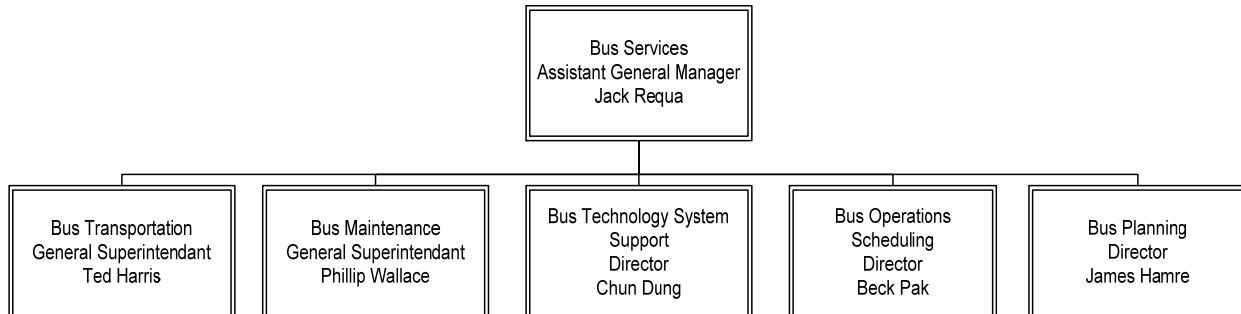 Bus Services
Assistant General Manager
Jack Requa
Bus Transportation
General Superintendant
Ted Harris
Bus Maintenance
General Superintendant
Phillip Wallace
Bus Technology System
Support
Director
Chun Dung
Bus Operations
Scheduling
Director
Beck Pak
Bus Planning
Director
James Hamre